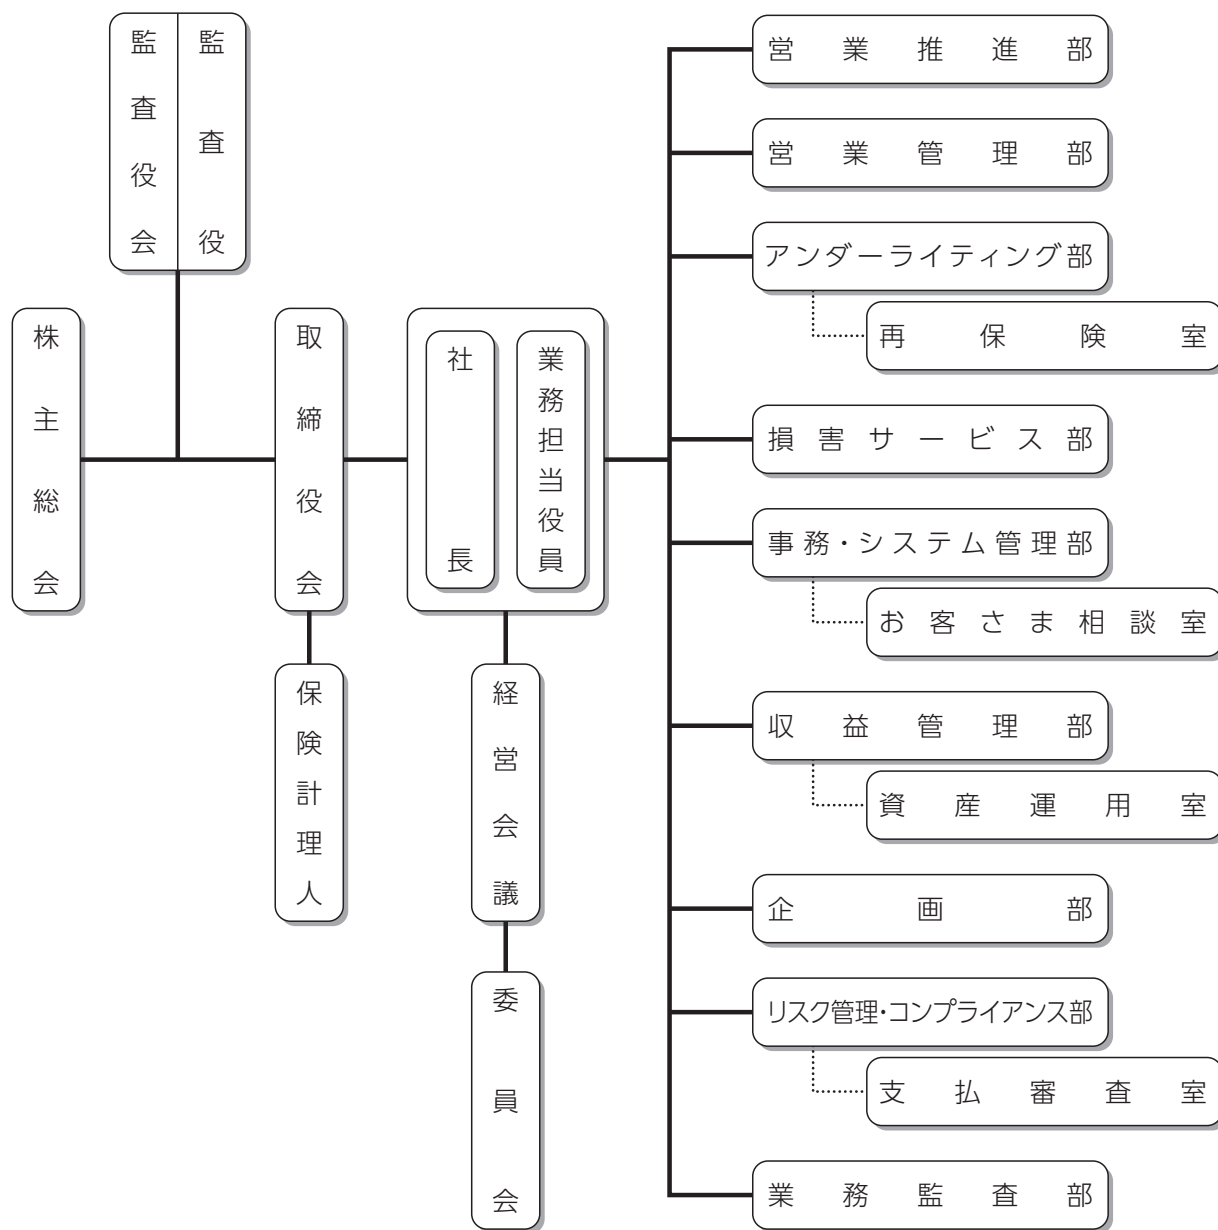 監査役会
監査役
株主総会
取締役会
保険計理人
社長
業務担当役員
経営会議
委員会
営業推進部
営業管理部
アンダーライティング部
再保険室
損害サービス部
事務・システム管理部
お客さま相談室
収益管理部
資産運用室
企画部
リスク管理・コンプライアンス部
支払審査室
業務監査部